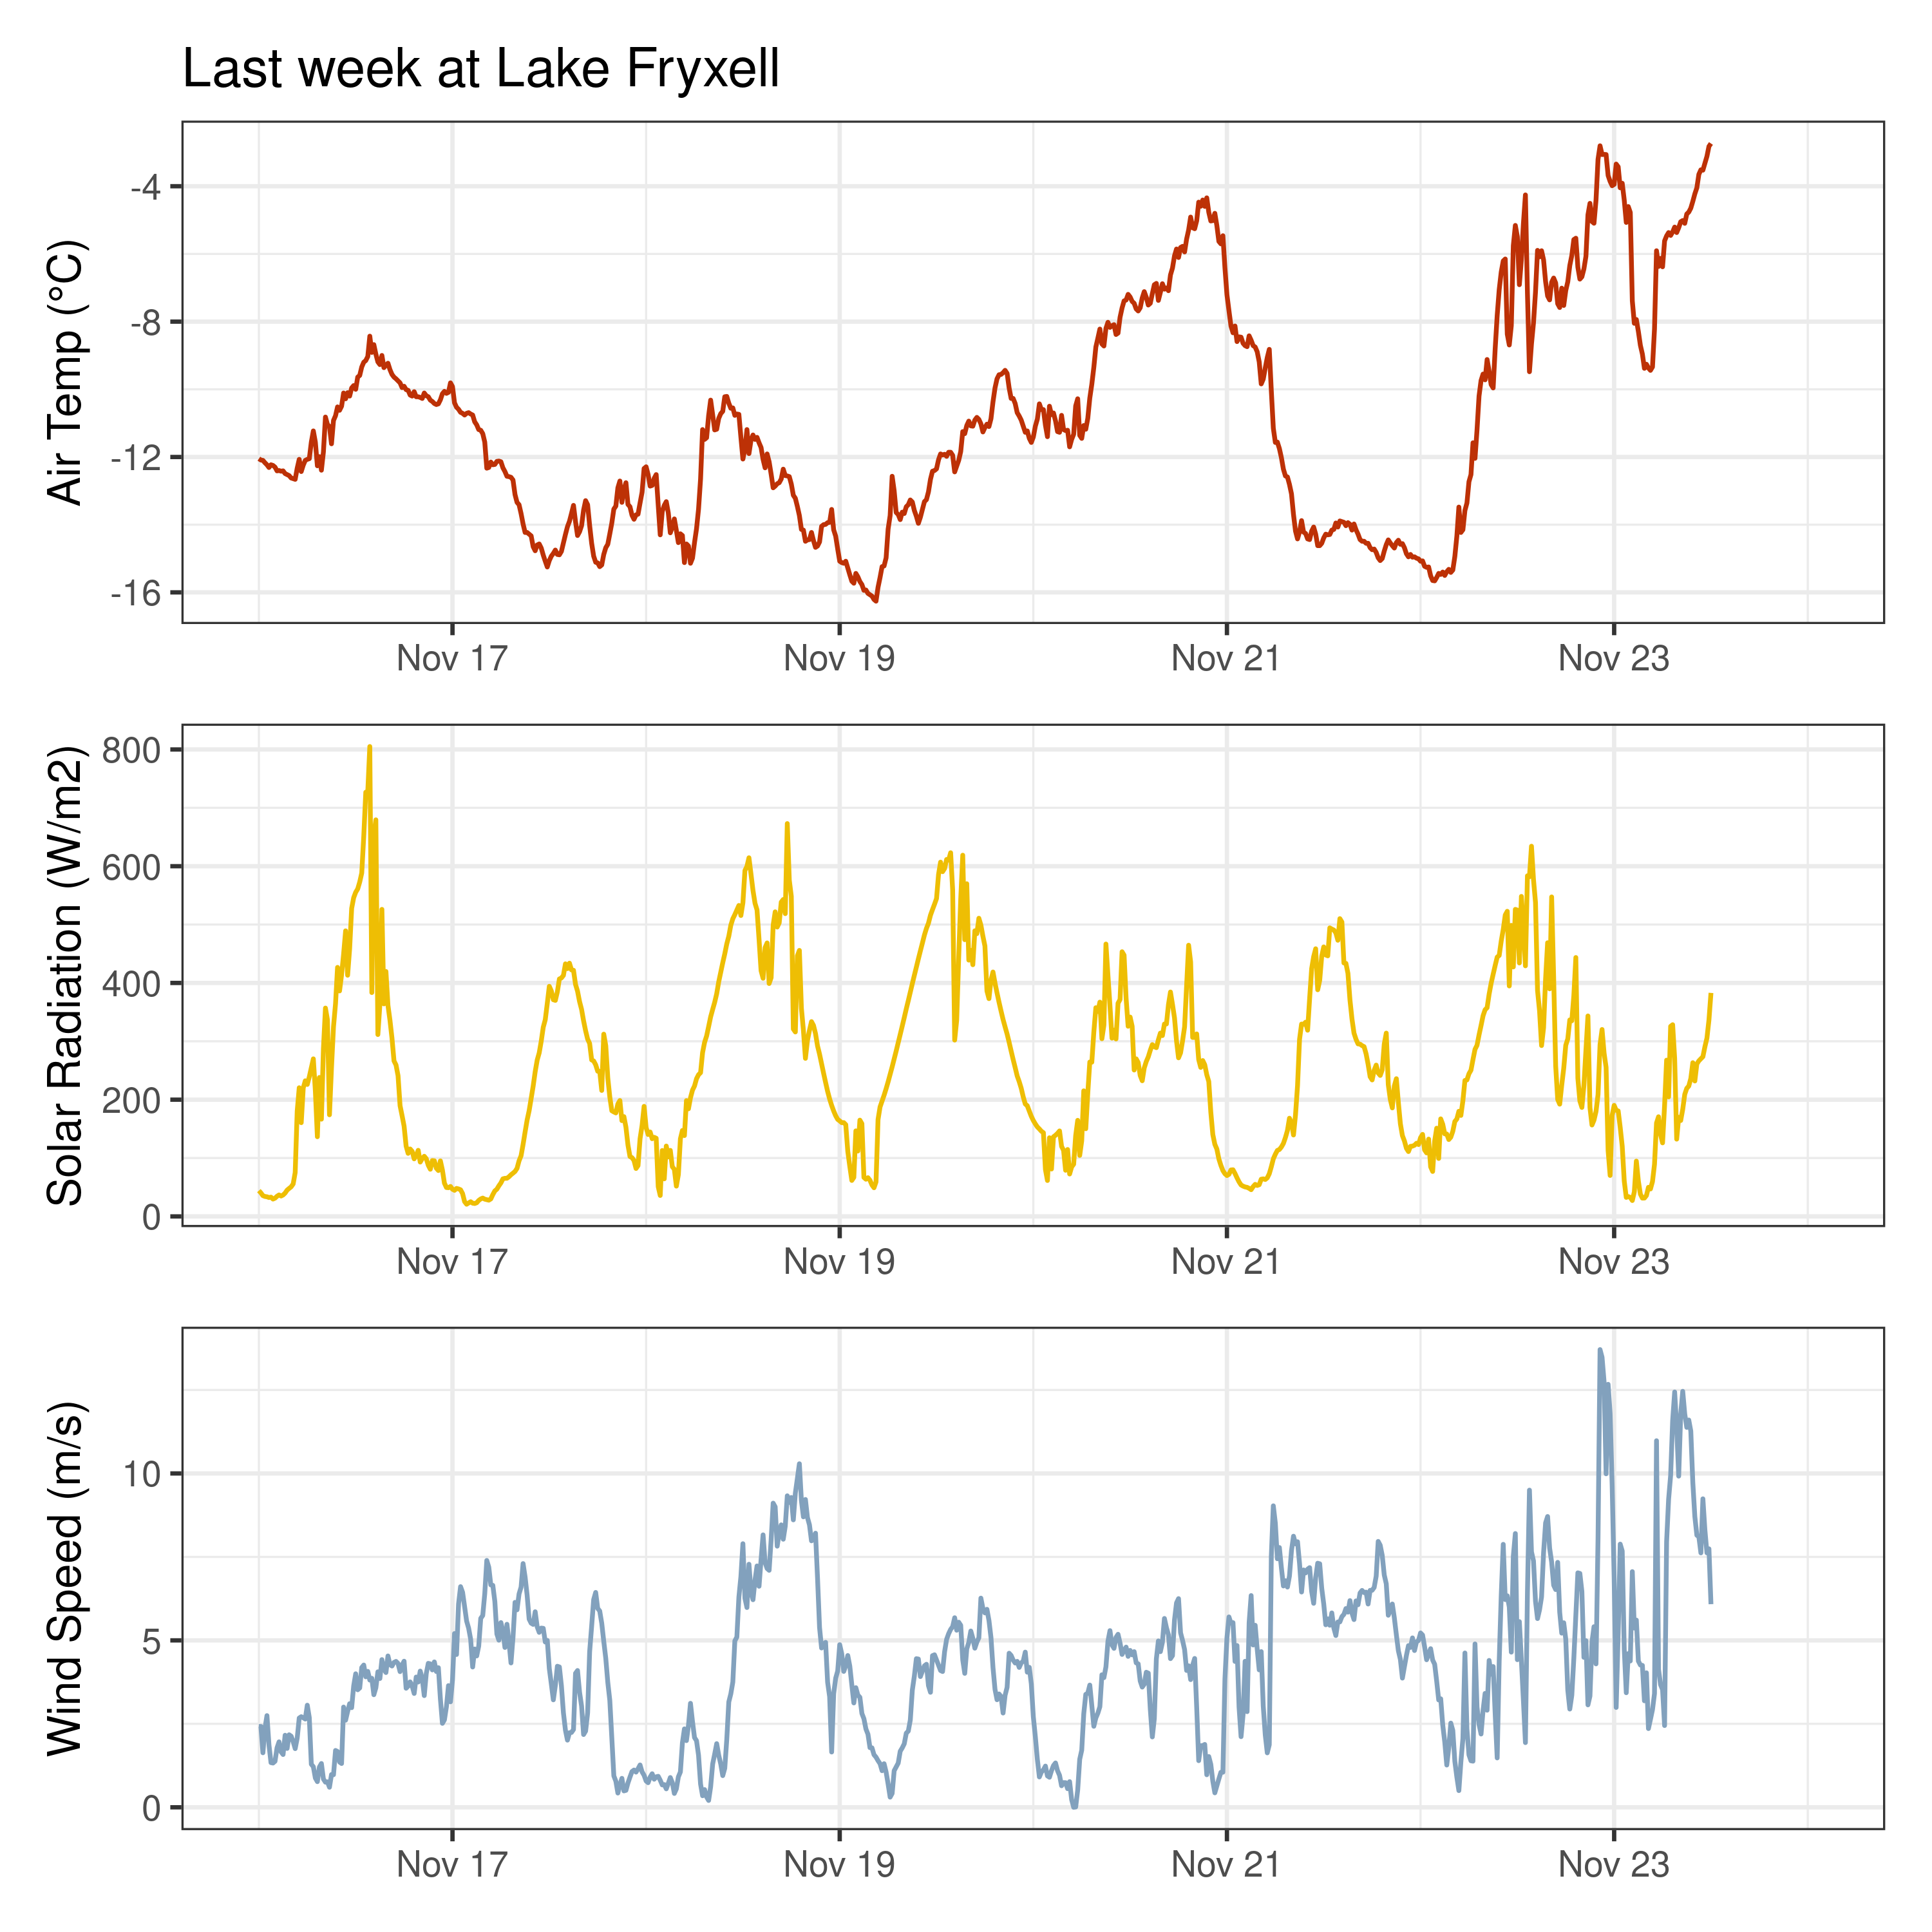 Last week at Lake Fryxell
Air Temp (°C)
-4
-8
-12
-16
Nov 17 Nov 19 Nov 21 Nov 23
Solar Radiation (W/m2)
800
600
400
200
0
Nov 17 Nov 19 Nov 21 Nov 23
Wind Speed (m/s)
10
5
0
Nov 17 Nov 19 Nov 21 Nov 23